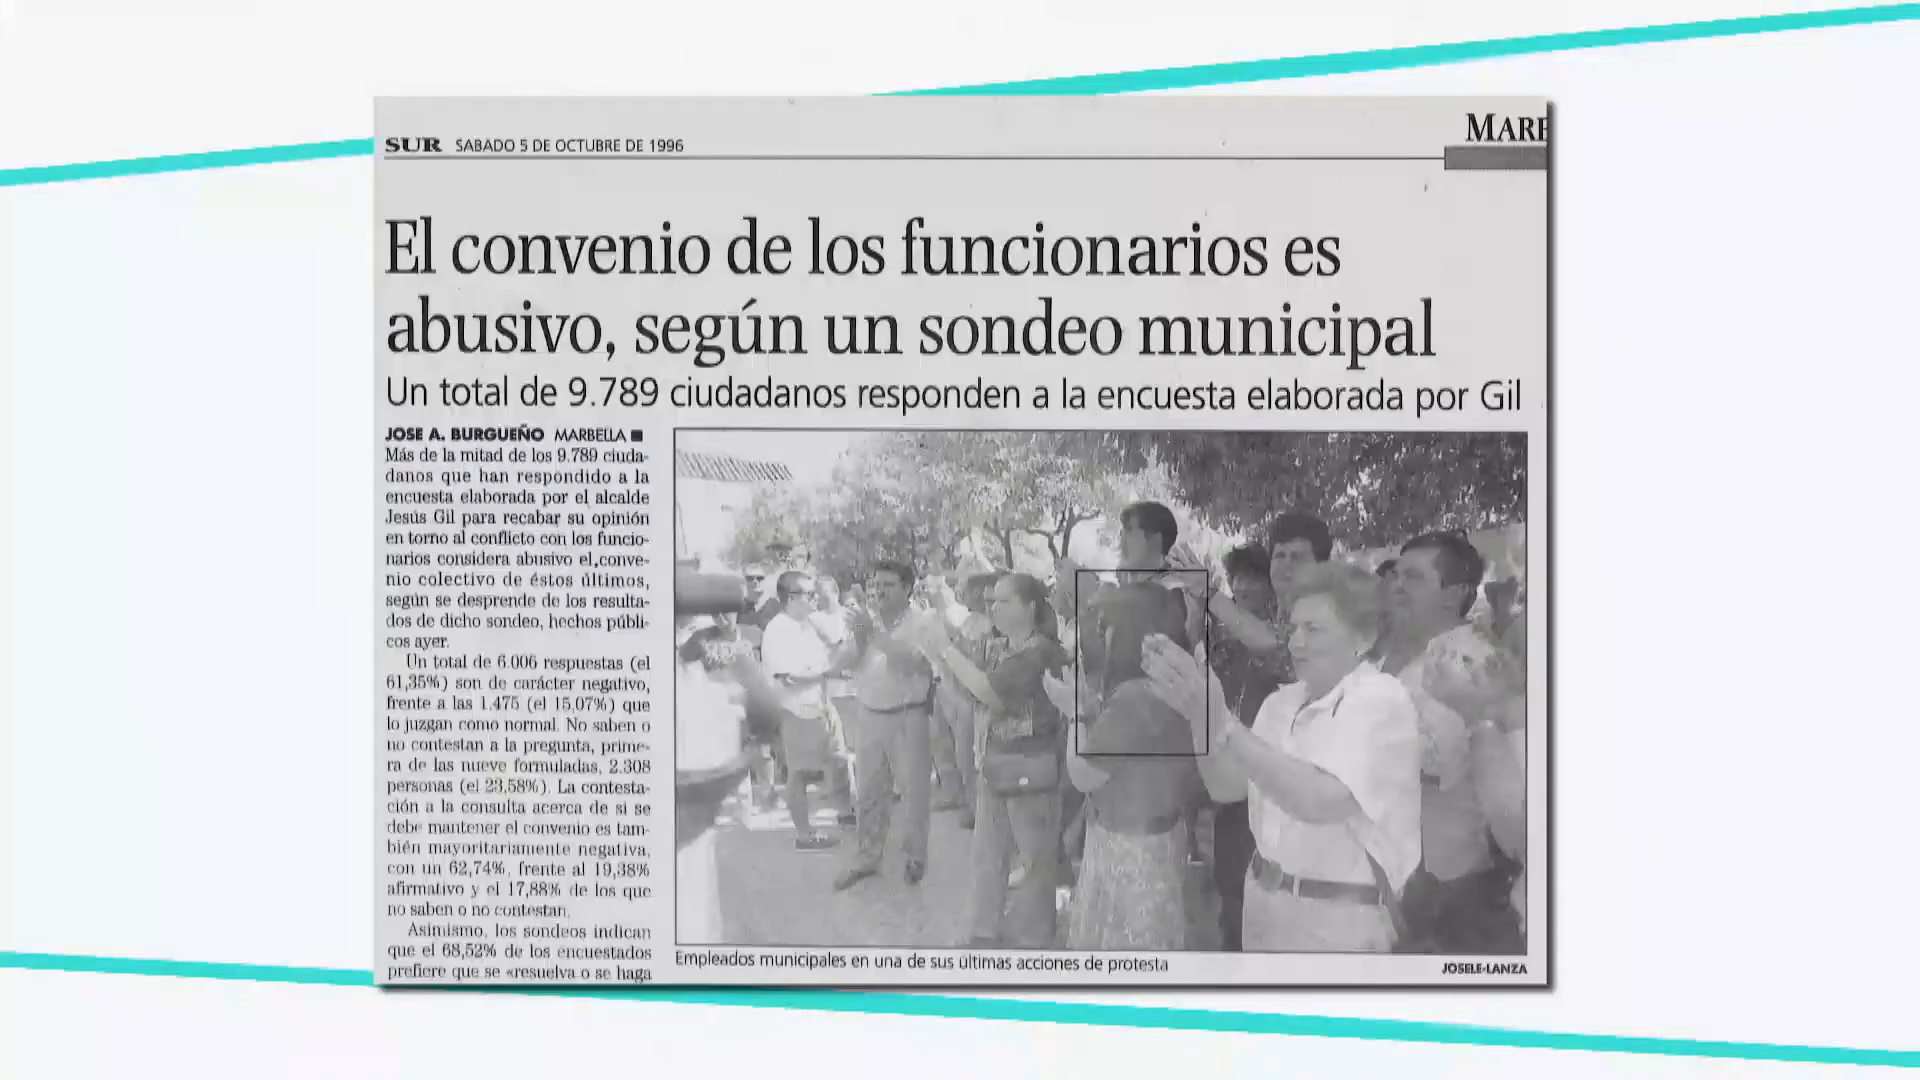 SUR SABADO 5 DE OCTUBRE DE 1996
MARB
El convenio de los funcionarios es
abusivo, según un sondeo municipal
Un total de 9.789 ciudadanos responden a la encuesta elaborada por Gil
JOSE A. BURGUEÑO MARBELLA
Más de la mitad de los 9.789 ciuda-
danos que han respondido a la
encuesta elaborada por el alcalde
Jesús Gil para recabar su opinión
en torno al conflicto con los funcio-
narios considera abusivo el conve-
nio colectivo de éstos últimos,
según se desprende de los resulta-
dos de dicho sondeo, hechos públi-
cos ayer.
Un total de 6.006 respuestas (el
61,35%) son de carácter negativo,
frente a las 1.475 (el 15,07%) que
lo juzgan como normal. No saben o
no contestan a la pregunta, prime-
ra de las nueve formuladas, 2.308
personas (el 23,58%). La contesta-
ción a la consulta acerca de si se
debe mantener el convenio es tam-
bién mayoritariamente negativa,
con un 62,74%, frente al 19,38%
afirmativo y el 17,88% de los que
no saben o no contestan.
Asimismo, los sondeos indican
que el 68,52% de los encuestados
prefiere que se «resuelva o se haga
Empleados municipales en una de sus últimas acciones de protesta
JOSELE-LANZA